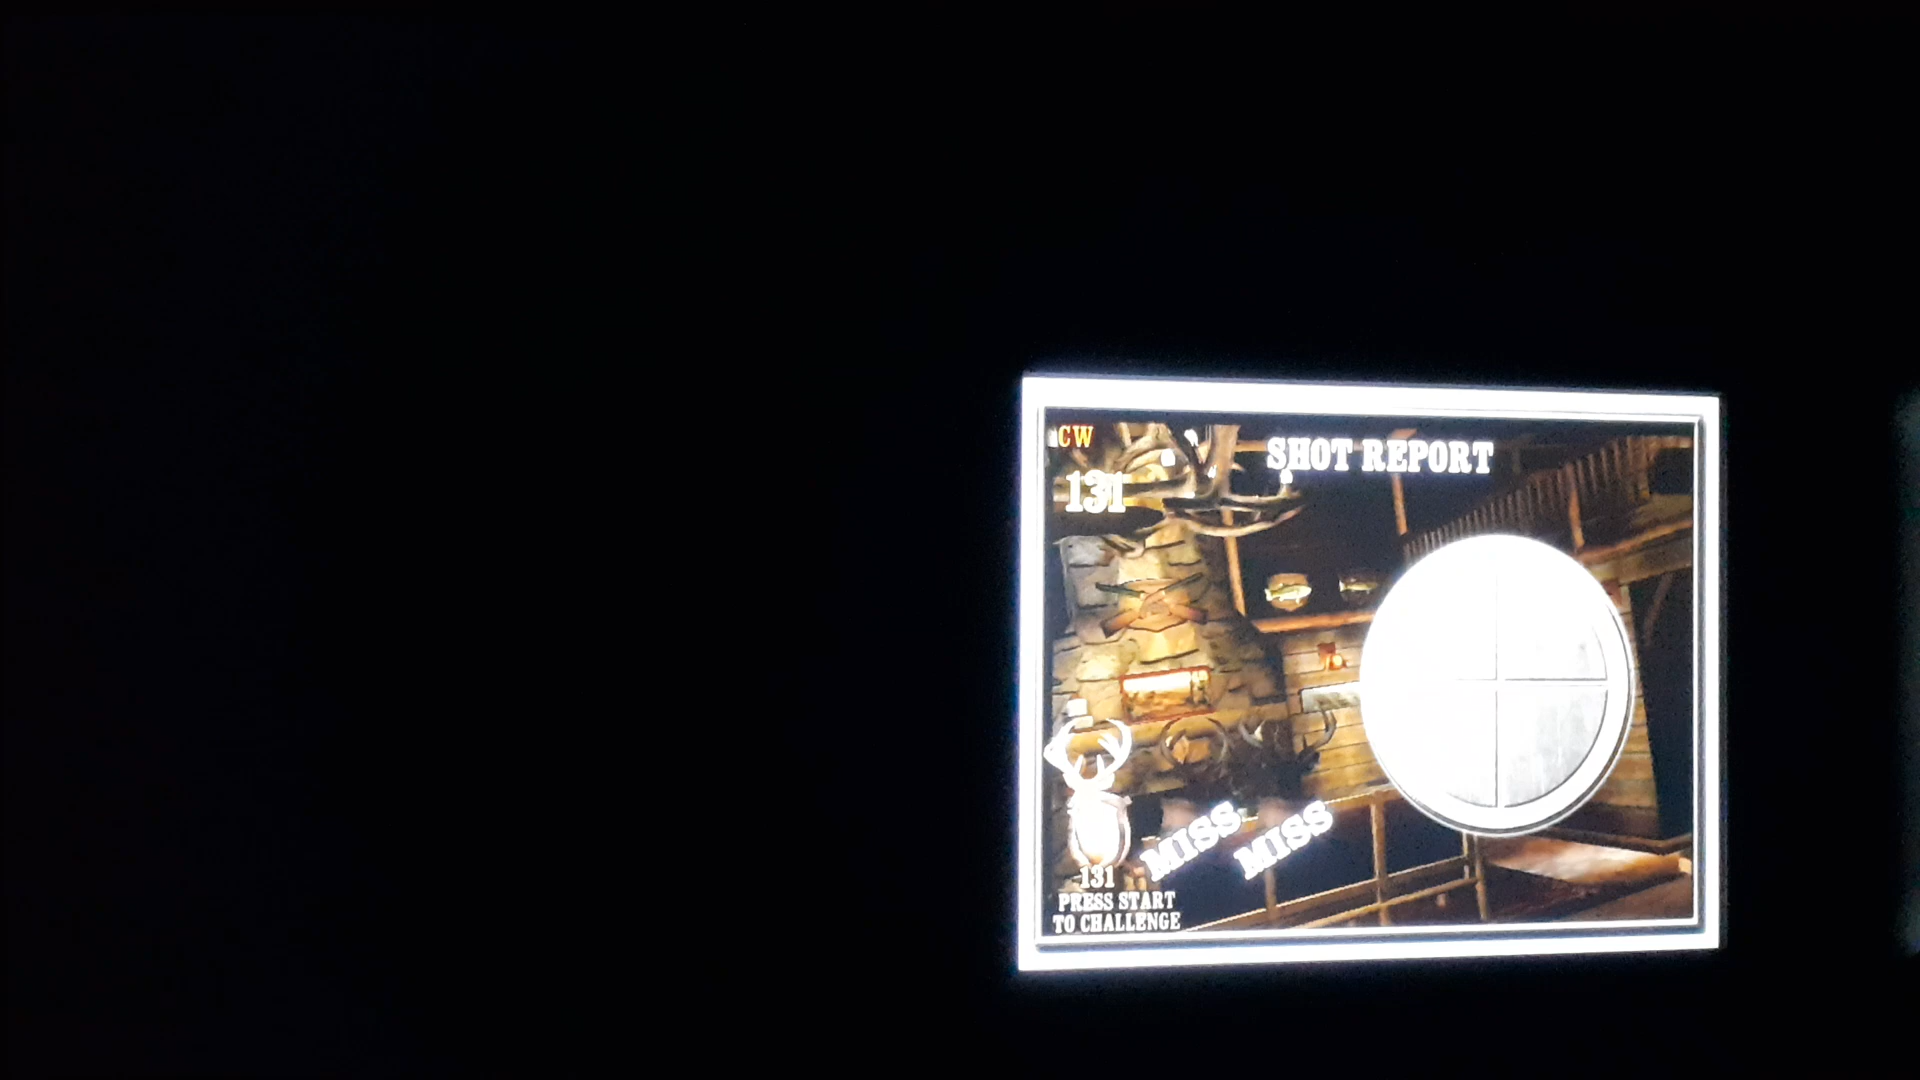 CW
SHOT REPORT
131
MISS MISS
131
PRESS START
TO CHALLENGE